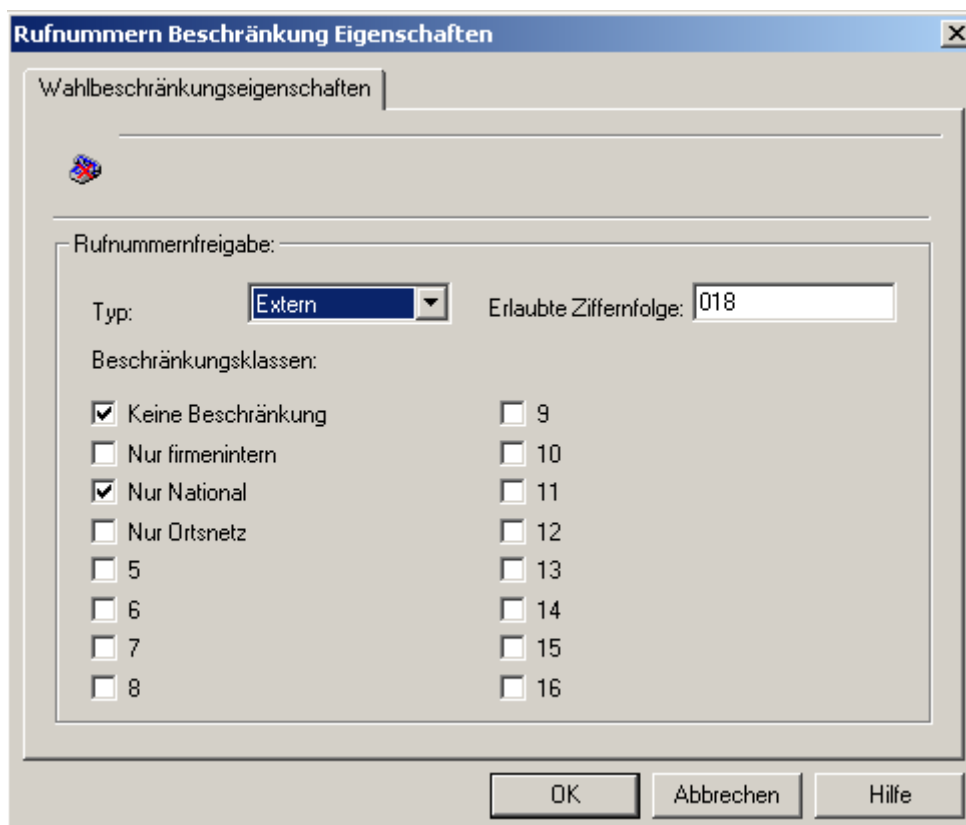 Rufnummern Beschränkung Eigenschaften
Wahlbeschränkungseigenschaften
Rufnummernfreigabe:
Typ: Extern Erlaubte Ziffernfolge: 018
Beschränkungsklassen:
Keine Beschränkung 9
Nur firmenintern 10
Nur National 11
Nur Ortsnetz 12
5 13
6 14
7 15
8 16
OK Abbrechen Hilfe